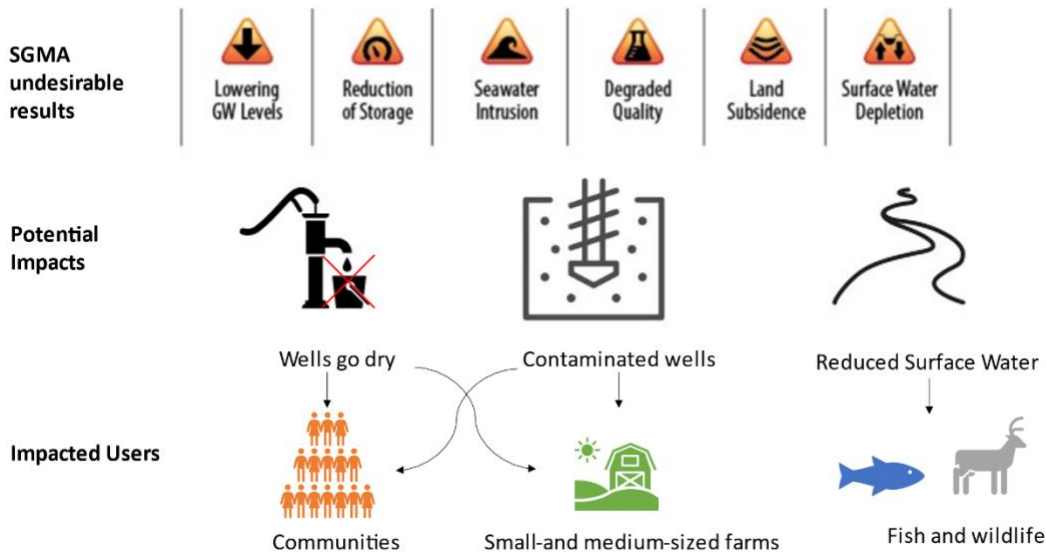 SGMA
undesirable
results
Lowering
GW Levels
Reduction
of Storage
Seawater
Intrusion
Degraded
Quality
Land
Subsidence
Surface Water
Depletion
Potential
Impacts
Wells go dry
Contaminated wells
Reduced Surface Water
Impacted Users
Communities
Small-and medium-sized farms
Fish and wildlife